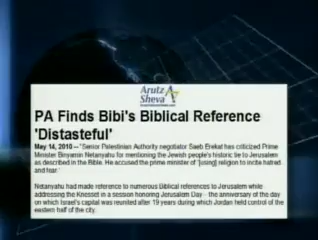 Arutz
Sheva
PA Finds Bibi's Biblical Reference
'Distasteful'
May 14, 2010 — "Senior Palestinian Authority negotiator Saeb Erekat has criticized Prime
Minister Binyamin Netanyahu for mentioning the Jewish people's historic tie to Jerusalem
as described in the Bible. He accused the prime minister of '[using] religion to incite hatred
and fear.'
Netanyahu had made reference to numerous Biblical references to Jerusalem while
addressing the Knesset in a session honoring Jerusalem Day - the anniversary of the day
on which Israel's capital was reunited after 19 years during which Jordan held control of the
eastern half of the city.